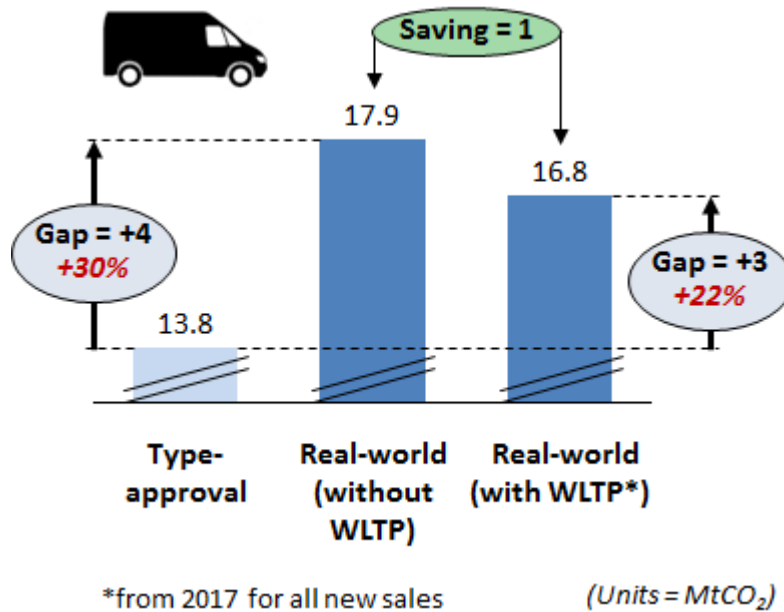 Saving = 1
17.9
16.8
Gap = +4
+30%
Gap = +3
+22%
13.8
Type-
approval
Real-world
(without
WLTP)
Real-world
(with WLTP*)
*from 2017 for all new sales
(Units = MtCO₂)